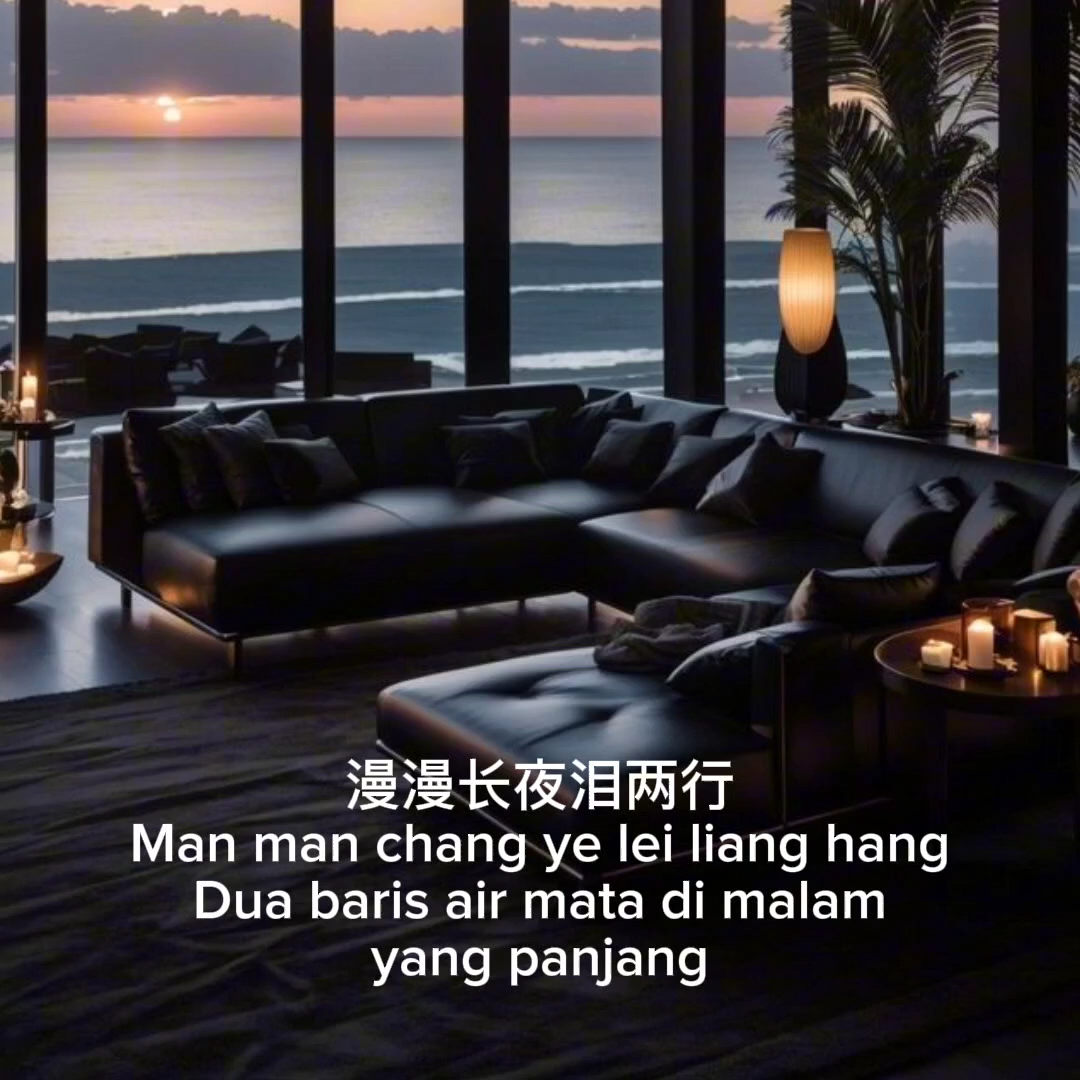 漫漫长夜泪两行
Man man chang ye lei liang hang
Dua baris air mata di malam
yang panjang